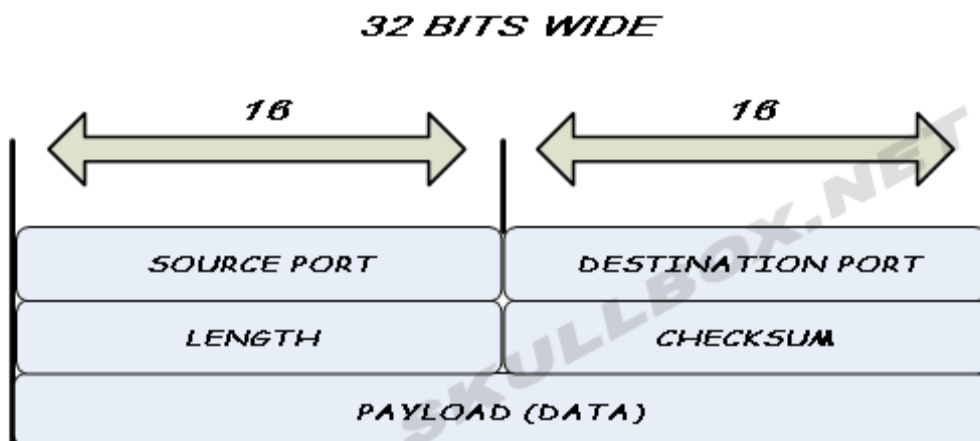 32 BITS WIDE
16 16
SOURCE PORT DESTINATION PORT
LENGTH CHECKSUM
PAYLOAD (DATA)
SKULLBOX.NET